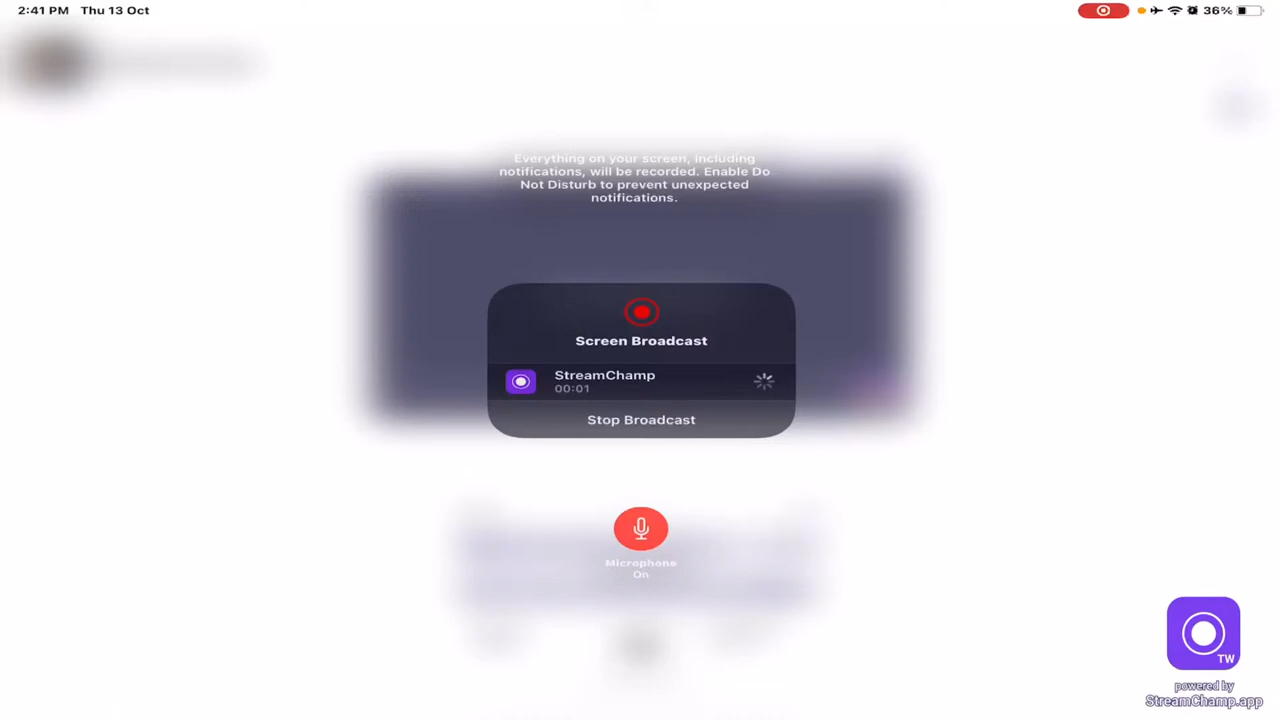 2:41 PM Thu 13 Oct
36%
Everything on your screen, including
notifications, will be recorded. Enable Do
Not Disturb to prevent unexpected
notifications.
Screen Broadcast
StreamChamp
00:01
Stop Broadcast
Microphone
On
TW
powered by
StreamChamp.app